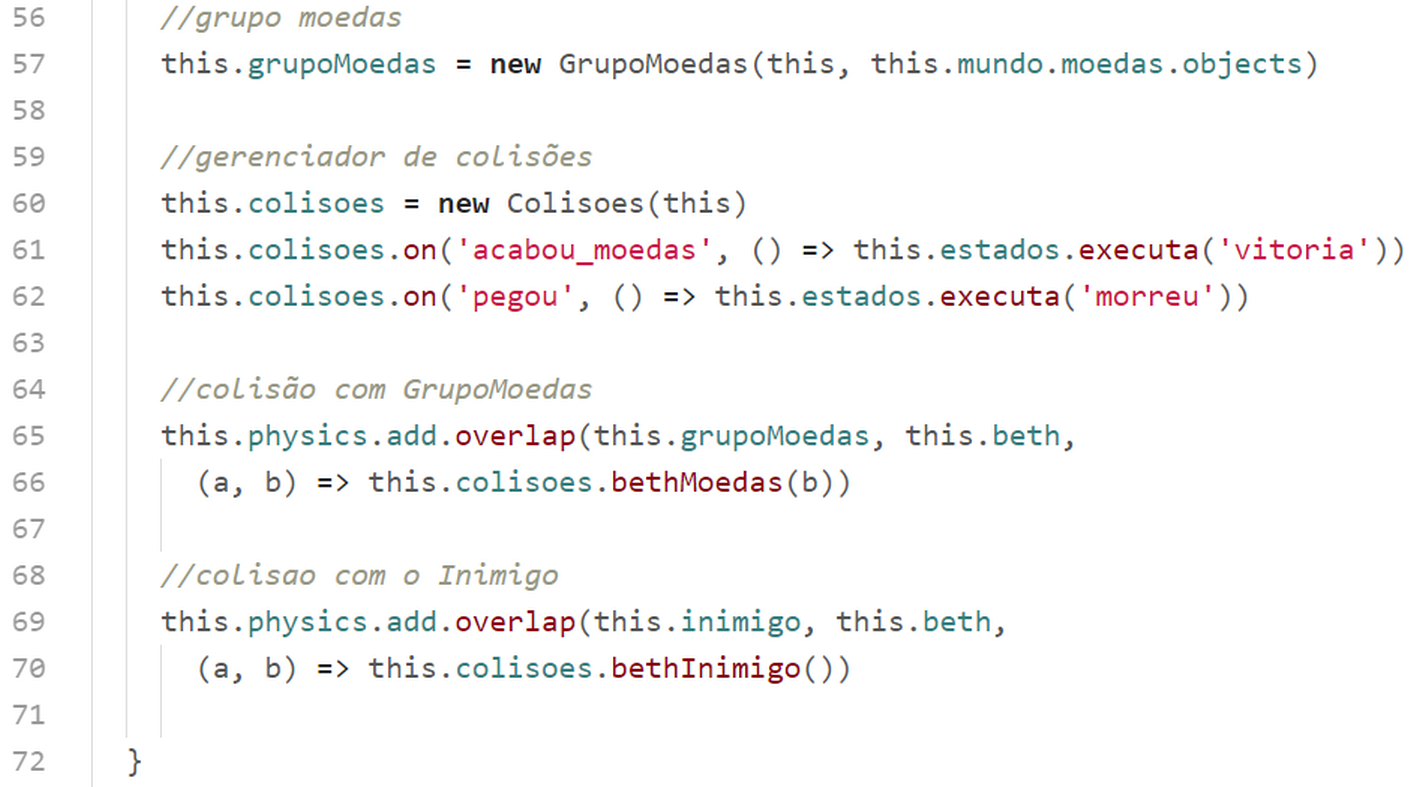 56 //grupo moedas
57 this.grupoMoedas = new GrupoMoedas(this, this.mundo.moedas.objects)
58
59 //gerenciador de colisões
60 this.colisoes = new Colisoes(this)
61 this.colisoes.on('acabou_moedas', () => this.estados.executa('vitoria'))
62 this.colisoes.on('pegou', () => this.estados.executa('morreu'))
63
64 //colisão com GrupoMoedas
65 this.physics.add.overlap(this.grupoMoedas, this.beth,
66 (a, b) => this.colisoes.bethMoedas(b))
67
68 //colisao com o Inimigo
69 this.physics.add.overlap(this.inimigo, this.beth,
70 (a, b) => this.colisoes.bethInimigo())
71
72 }